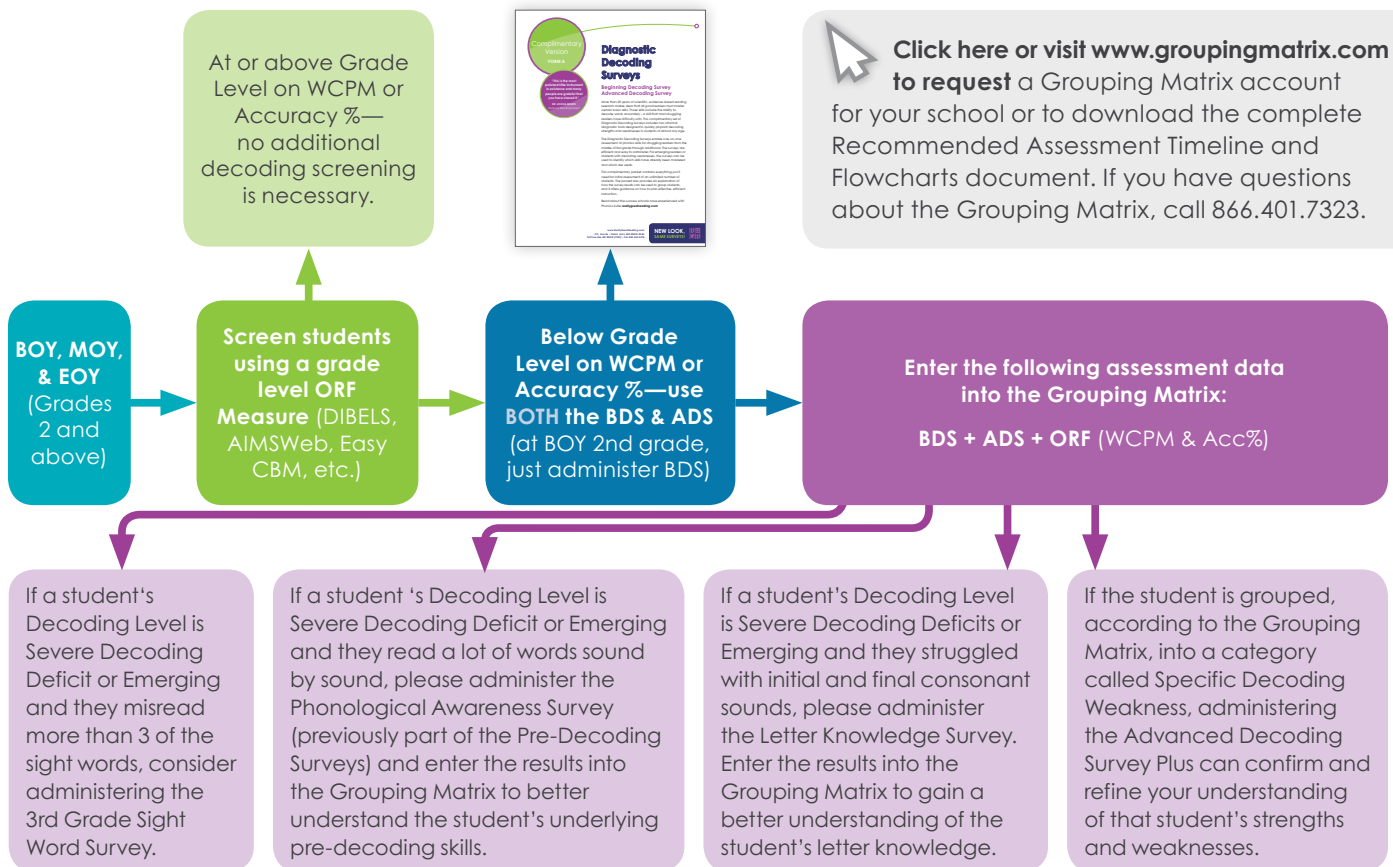 At or above Grade
Level on WCPM or
Accuracy %—
no additional
decoding screening
is necessary.
Complimentary
Version
FORM A
Diagnostic
Decoding
Surveys
Beginning Decoding Survey
Advanced Decoding Survey
NEW LOOK,
SAME SURVEYS!
Click here or visit www.groupingmatrix.com
to request a Grouping Matrix account
for your school or to download the complete
Recommended Assessment Timeline and
Flowcharts document. If you have questions
about the Grouping Matrix, call 866.401.7323.
BOY, MOY,
& EOY
(Grades
2 and
above)
Screen students
using a grade
level ORF
Measure (DIBELS,
AIMSWeb, Easy
CBM, etc.)
Below Grade
Level on WCPM or
Accuracy %—use
BOTH the BDS & ADS
(at BOY 2nd grade,
just administer BDS)
Enter the following assessment data
into the Grouping Matrix:
BDS + ADS + ORF (WCPM & Acc%)
If a student‘s
Decoding Level is
Severe Decoding
Deficit or Emerging
and they misread
more than 3 of the
sight words, consider
administering the
3rd Grade Sight
Word Survey.
If a student ‘s Decoding Level is
Severe Decoding Deficit or Emerging
and they read a lot of words sound
by sound, please administer the
Phonological Awareness Survey
(previously part of the Pre-Decoding
Surveys) and enter the results into
the Grouping Matrix to better
understand the student’s underlying
pre-decoding skills.
If a student’s Decoding Level
is Severe Decoding Deficits or
Emerging and they struggled
with initial and final consonant
sounds, please administer
the Letter Knowledge Survey.
Enter the results into the
Grouping Matrix to gain a
better understanding of the
student’s letter knowledge.
If the student is grouped,
according to the Grouping
Matrix, into a category
called Specific Decoding
Weakness, administering
the Advanced Decoding
Survey Plus can confirm and
refine your understanding
of that student’s strengths
and weaknesses.